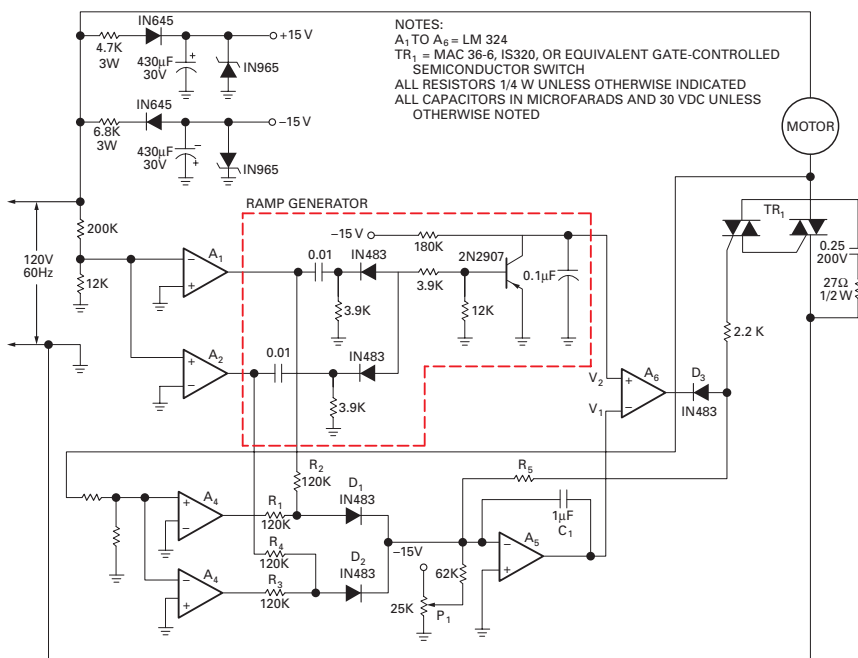 IN645
4.7K
3W
430µF
30V
+
+15 V
IN965
IN645
6.8K
3W
430µF
30V
−
+
−15 V
IN965
NOTES:
A1 TO A6 = LM 324
TR1 = MAC 36-6, IS320, OR EQUIVALENT GATE-CONTROLLED
SEMICONDUCTOR SWITCH
ALL RESISTORS 1/4 W UNLESS OTHERWISE INDICATED
ALL CAPACITORS IN MICROFARADS AND 30 VDC UNLESS
OTHERWISE NOTED
MOTOR
TR1
0.25
200V
27Ω
1/2 W
2.2 K
120V
60Hz
200K
12K
RAMP GENERATOR
−15 V
180K
2N2907
0.1µF
A1
−
+
0.01
IN483
3.9K
3.9K
12K
A2
+
−
0.01
IN483
3.9K
V2
V1
+
−
A6
D3
IN483
R2
120K
R5
A4
+
−
R1
120K
D1
IN483
R4
120K
D2
IN483
A4
−
+
R3
120K
−15V
62K
25K
P1
A5
−
+
1µF
C1